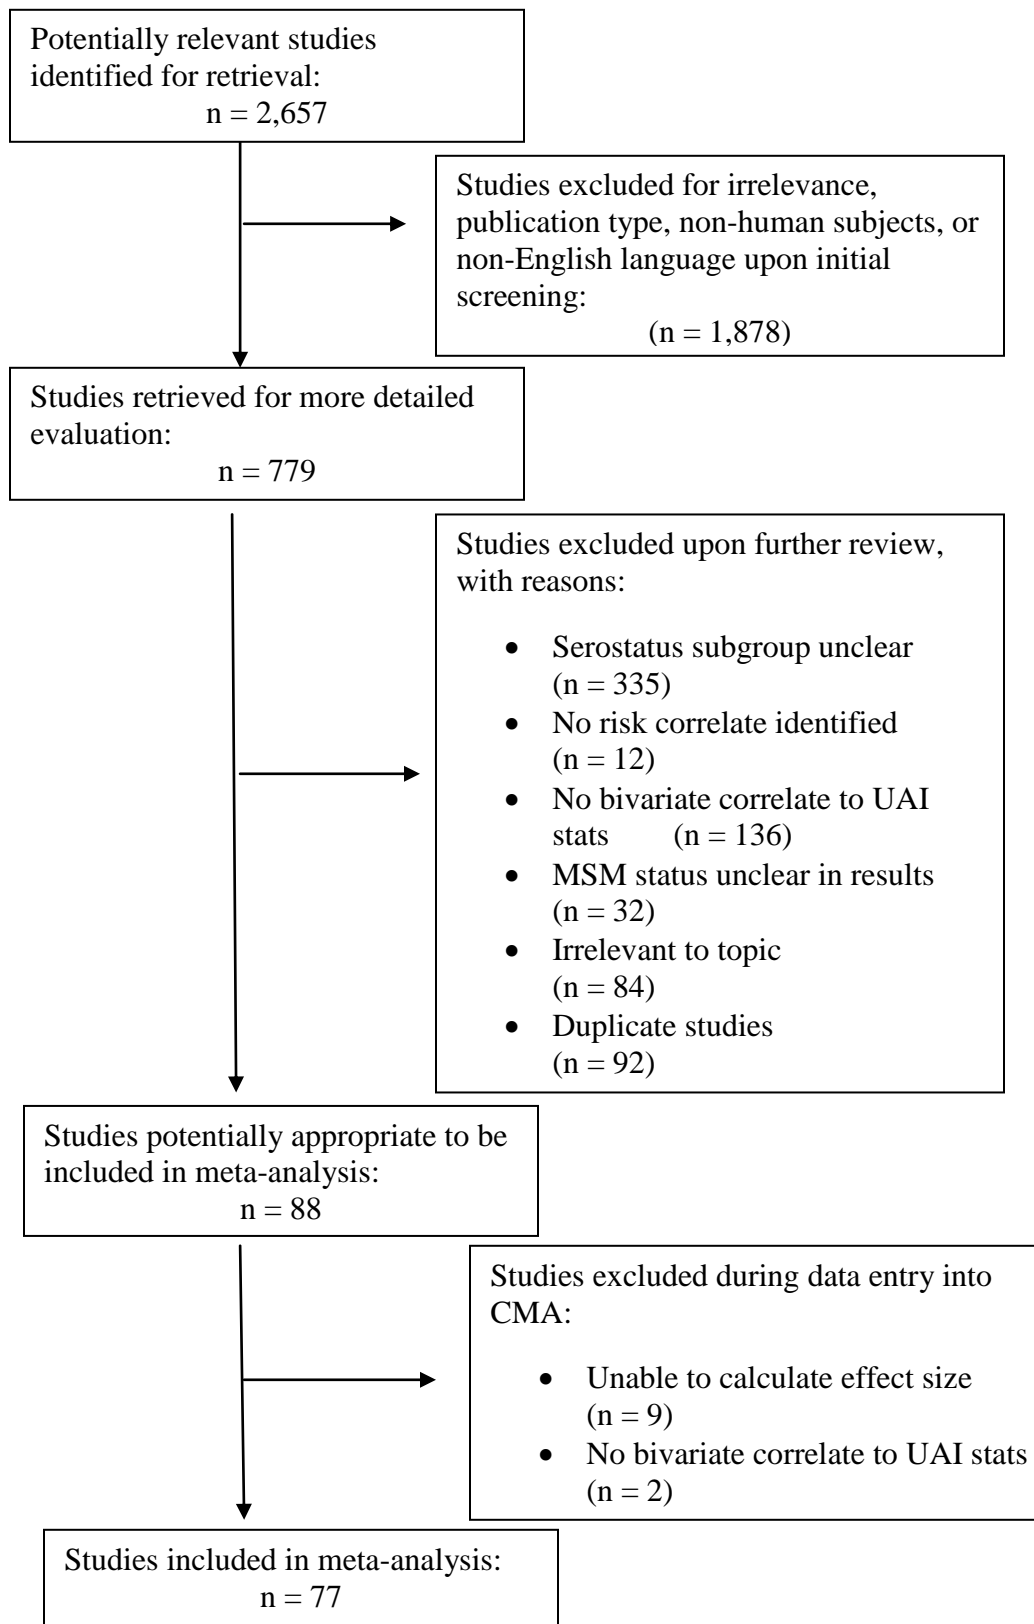 Potentially relevant studies
identified for retrieval:
n = 2,657
Studies excluded for irrelevance,
publication type, non-human subjects, or
non-English language upon initial
screening:
(n = 1,878)
Studies retrieved for more detailed
evaluation:
n = 779
Studies excluded upon further review,
with reasons:
• Serostatus subgroup unclear
(n = 335)
• No risk correlate identified
(n = 12)
• No bivariate correlate to UAI
stats (n = 136)
• MSM status unclear in results
(n = 32)
• Irrelevant to topic
(n = 84)
• Duplicate studies
(n = 92)
Studies potentially appropriate to be
included in meta-analysis:
n = 88
Studies excluded during data entry into
CMA:
• Unable to calculate effect size
(n = 9)
• No bivariate correlate to UAI stats
(n = 2)
Studies included in meta-analysis:
n = 77